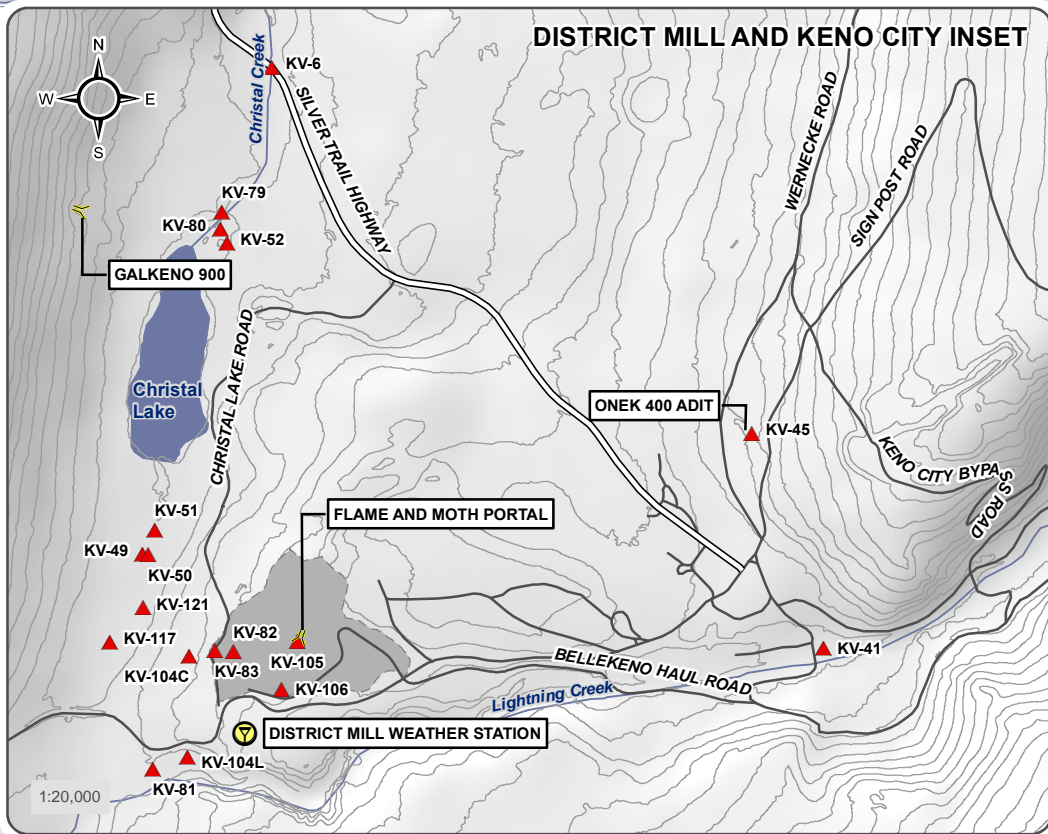 DISTRICT MILL AND KENO CITY INSET
N
W
E
S
Christal Creek
KV-6
SILVER TRAIL HIGHWAY
WERNECKE ROAD
SIGN POST ROAD
KV-79
KV-80
KV-52
GALKENO 900
CHRISTAL LAKE ROAD
Christal
Lake
ONEK 400 ADIT
KV-45
KENO CITY BYPASS ROAD
KV-51
FLAME AND MOTH PORTAL
KV-49
KV-50
KV-121
KV-117
KV-82
KV-104C
KV-83
KV-105
KV-41
KV-106
BELLEKENO HAUL ROAD
Lightning Creek
DISTRICT MILL WEATHER STATION
KV-104L
KV-81
1:20,000